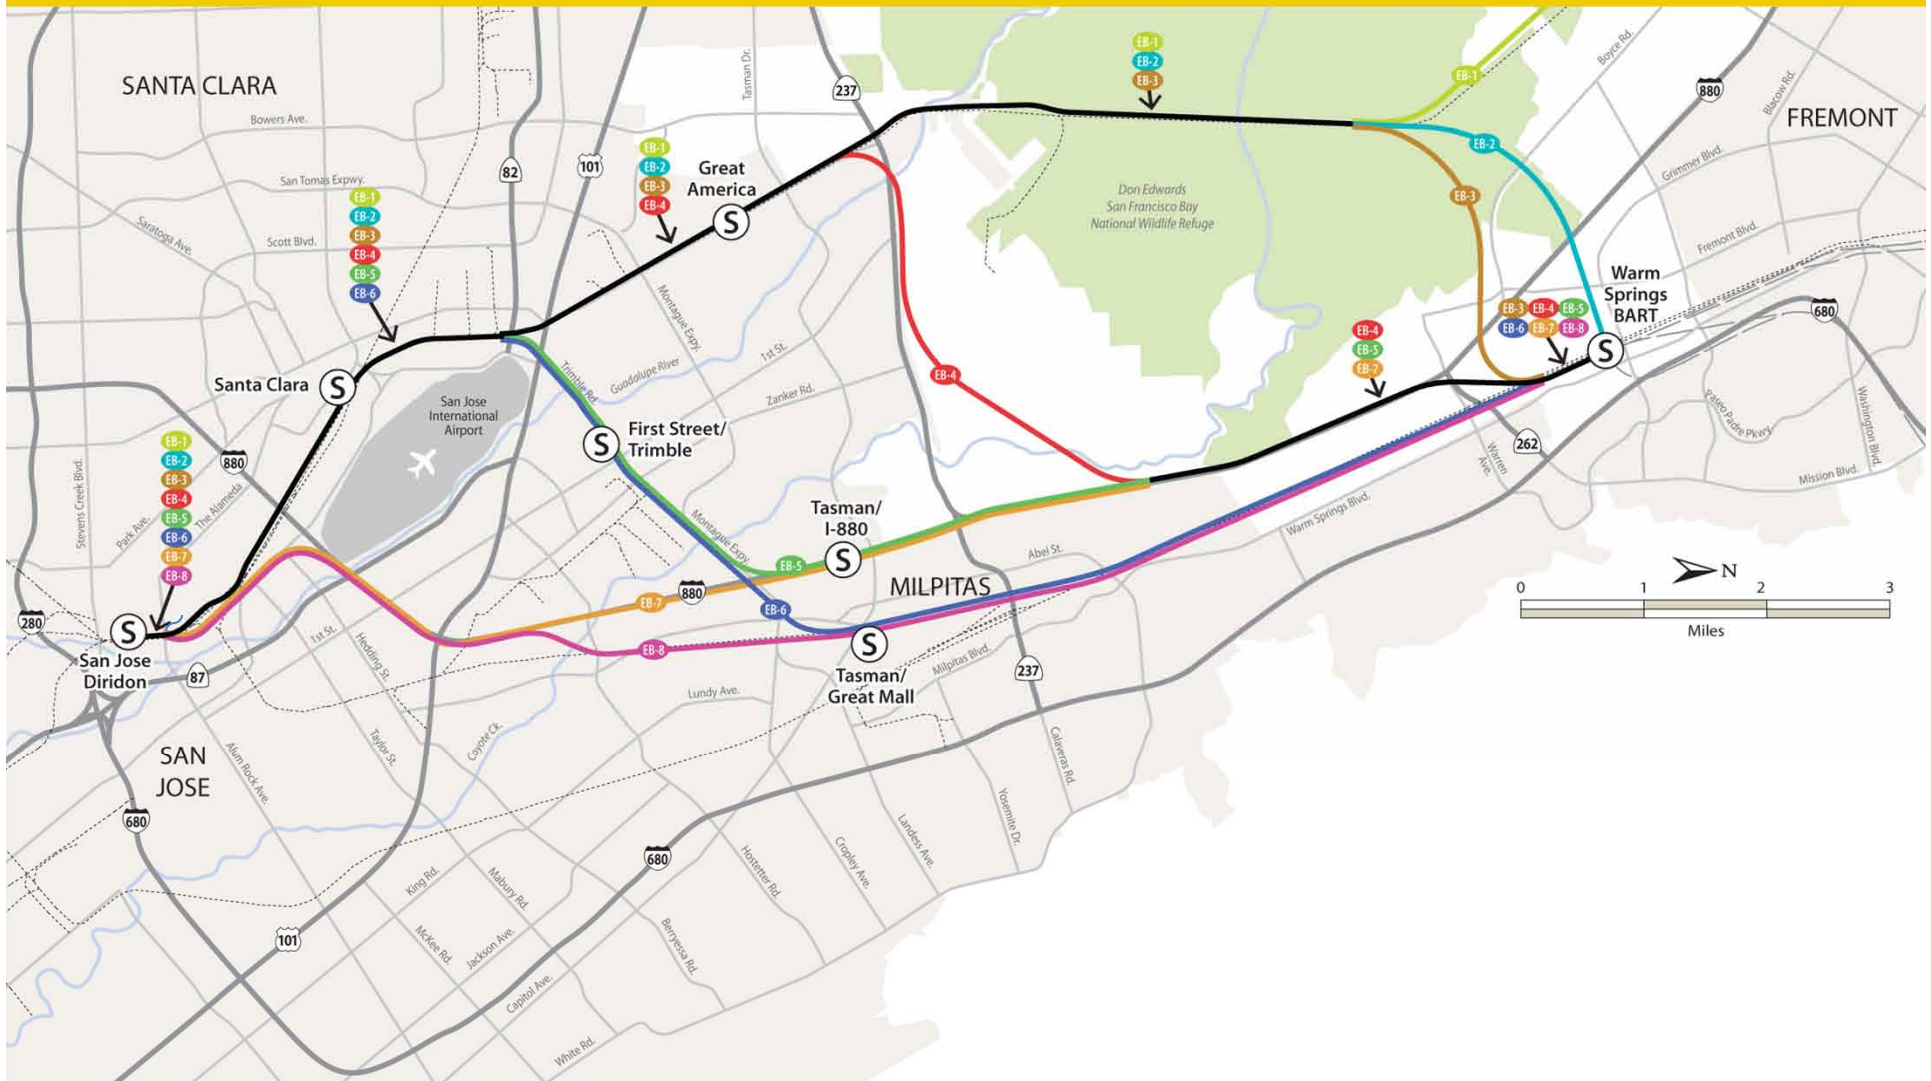 SANTA CLARA
Bowers Ave.
San Tomas Expwy.
Saratoga Ave.
Scott Blvd.
EB-1
EB-2
EB-3
EB-4
EB-5
EB-6
82
101
Tasman Dr.
237
EB-1
EB-2
EB-3
EB-4
Great
America
S
EB-1
EB-2
EB-3
Don Edwards
San Francisco Bay
National Wildlife Refuge
EB-1
EB-2
EB-3
Boyce Rd.
880
Blacow Rd.
FREMONT
Grimmer Blvd.
Fremont Blvd.
Warm
Springs
BART
S
EB-3 EB-4 EB-5
EB-6 EB-7 EB-8
680
EB-4
EB-5
EB-7
262
Warren
Ave.
Paseo Padre Pkwy.
Washington Blvd.
Mission Blvd.
Warm Springs Blvd.
Santa Clara
S
San Jose
International
Airport
Montague Expy.
1st St.
Trimble Rd.
Guadalupe River
Zanker Rd.
S
First Street/
Trimble
EB-4
Stevens Creek Blvd.
Park Ave.
The Alameda
880
EB-1
EB-2
EB-3
EB-4
EB-5
EB-6
EB-7
EB-8
280
S
San Jose
Diridon
87
1st St.
Hedding St.
Montague Expy.
Tasman/
I-880
S
EB-5
EB-7
880
EB-6
EB-8
MILPITAS
Abel St.
S
Tasman/
Great Mall
Milpitas Blvd.
237
Lundy Ave.
Coyote Ck.
Calaveras Rd.
N
0 1 2 3
Miles
SAN
JOSE
Alum Rock Ave.
Taylor St.
680
680
101
King Rd.
Mabury Rd.
McKee Rd.
Jackson Ave.
Capitol Ave.
White Rd.
Hostetter Rd.
Berryessa Rd.
Cropley Ave.
Landess Ave.
Yosemite Dr.